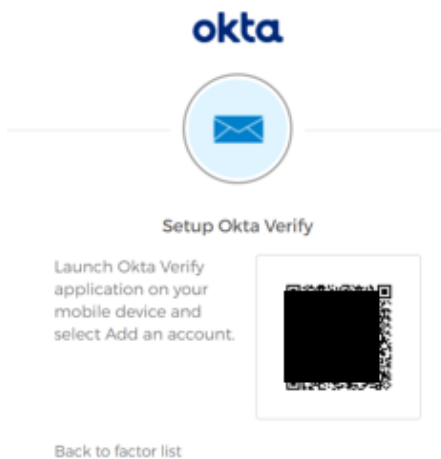 okta
Setup Okta Verify
Launch Okta Verify
application on your
mobile device and
select Add an account.
Back to factor list